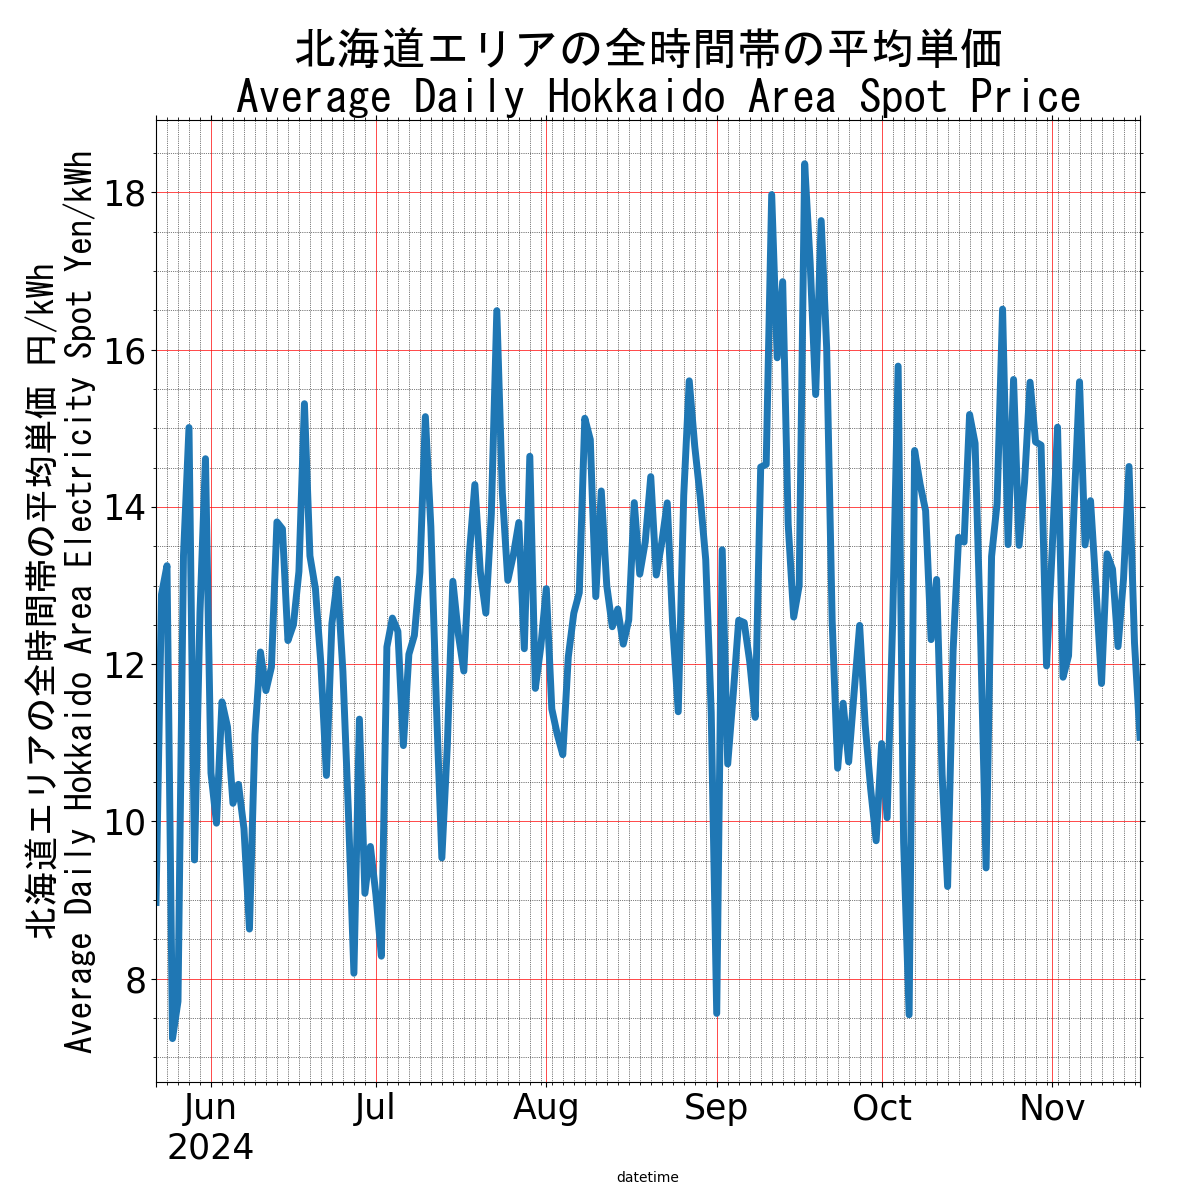 北海道エリアの全時間帯の平均単価
Average Daily Hokkaido Area Spot Price
北海道エリアの全時間帯の平均単価 円/kWh
Average Daily Hokkaido Area Electricity Spot Yen/kWh
18
16
14
12
10
8
Jun
2024
Jul
Aug
Sep
Oct
Nov
datetime